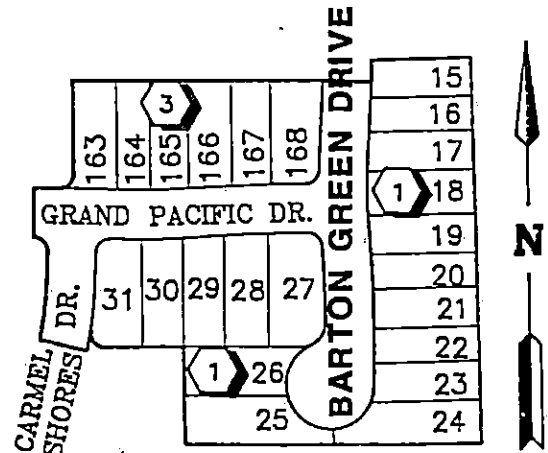 BARTON GREEN DRIVE
15
16
17
1 18
19
20
21
22
23
24
3
163 164 165 166 167 168
GRAND PACIFIC DR.
31 30 29 28 27
1 26
25
CARMEL SHORES DR.
N